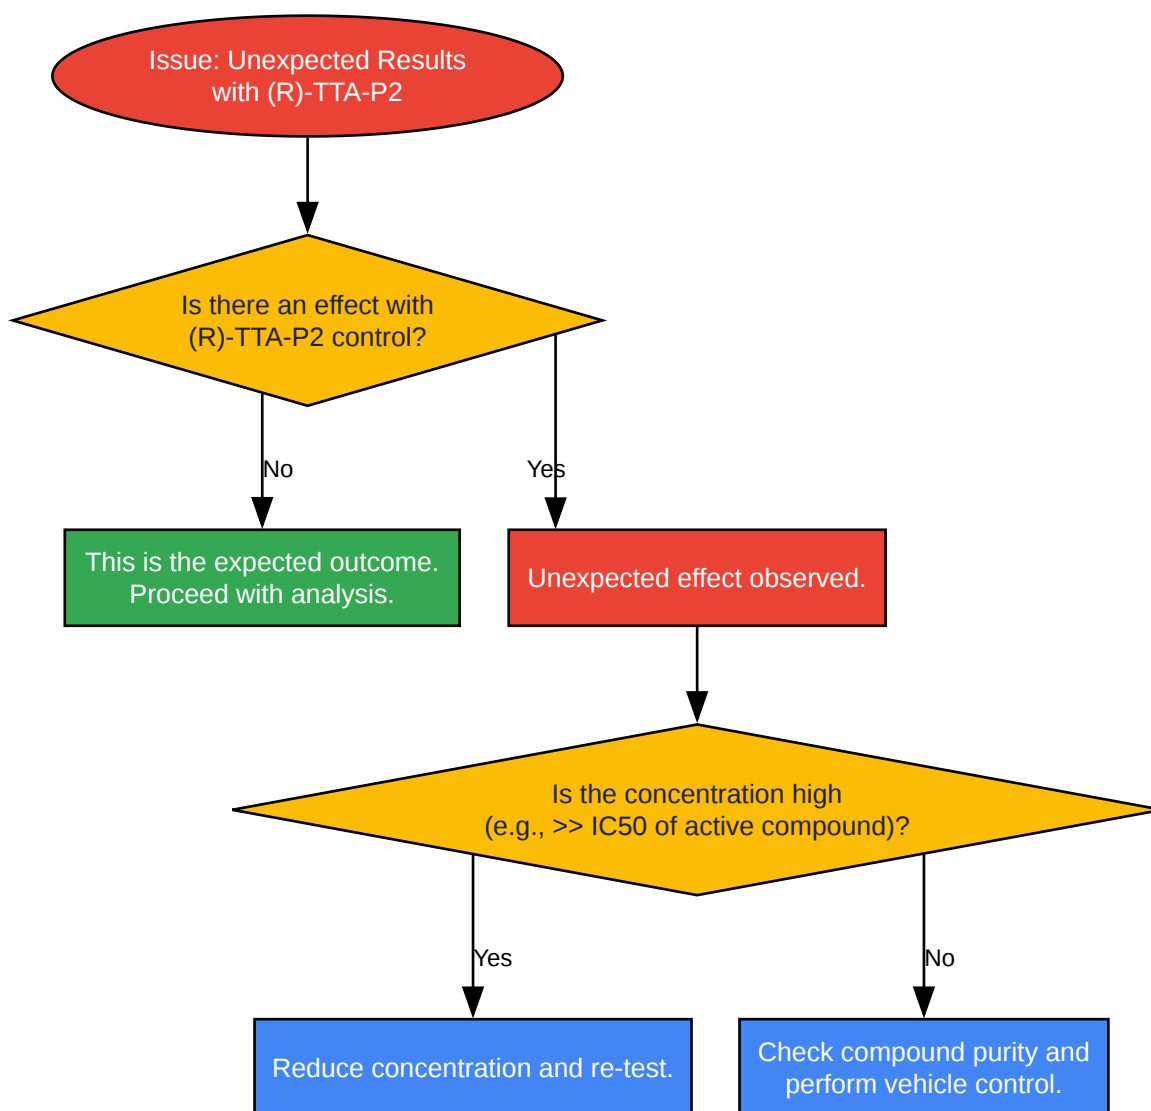 Issue: Unexpected Results
with (R)-TTA-P2
Is there an effect with
(R)-TTA-P2 control?
No
Yes
This is the expected outcome.
Proceed with analysis.
Unexpected effect observed.
Is the concentration high
(e.g., >> IC50 of active compound)?
Yes
No
Reduce concentration and re-test.
Check compound purity and
perform vehicle control.